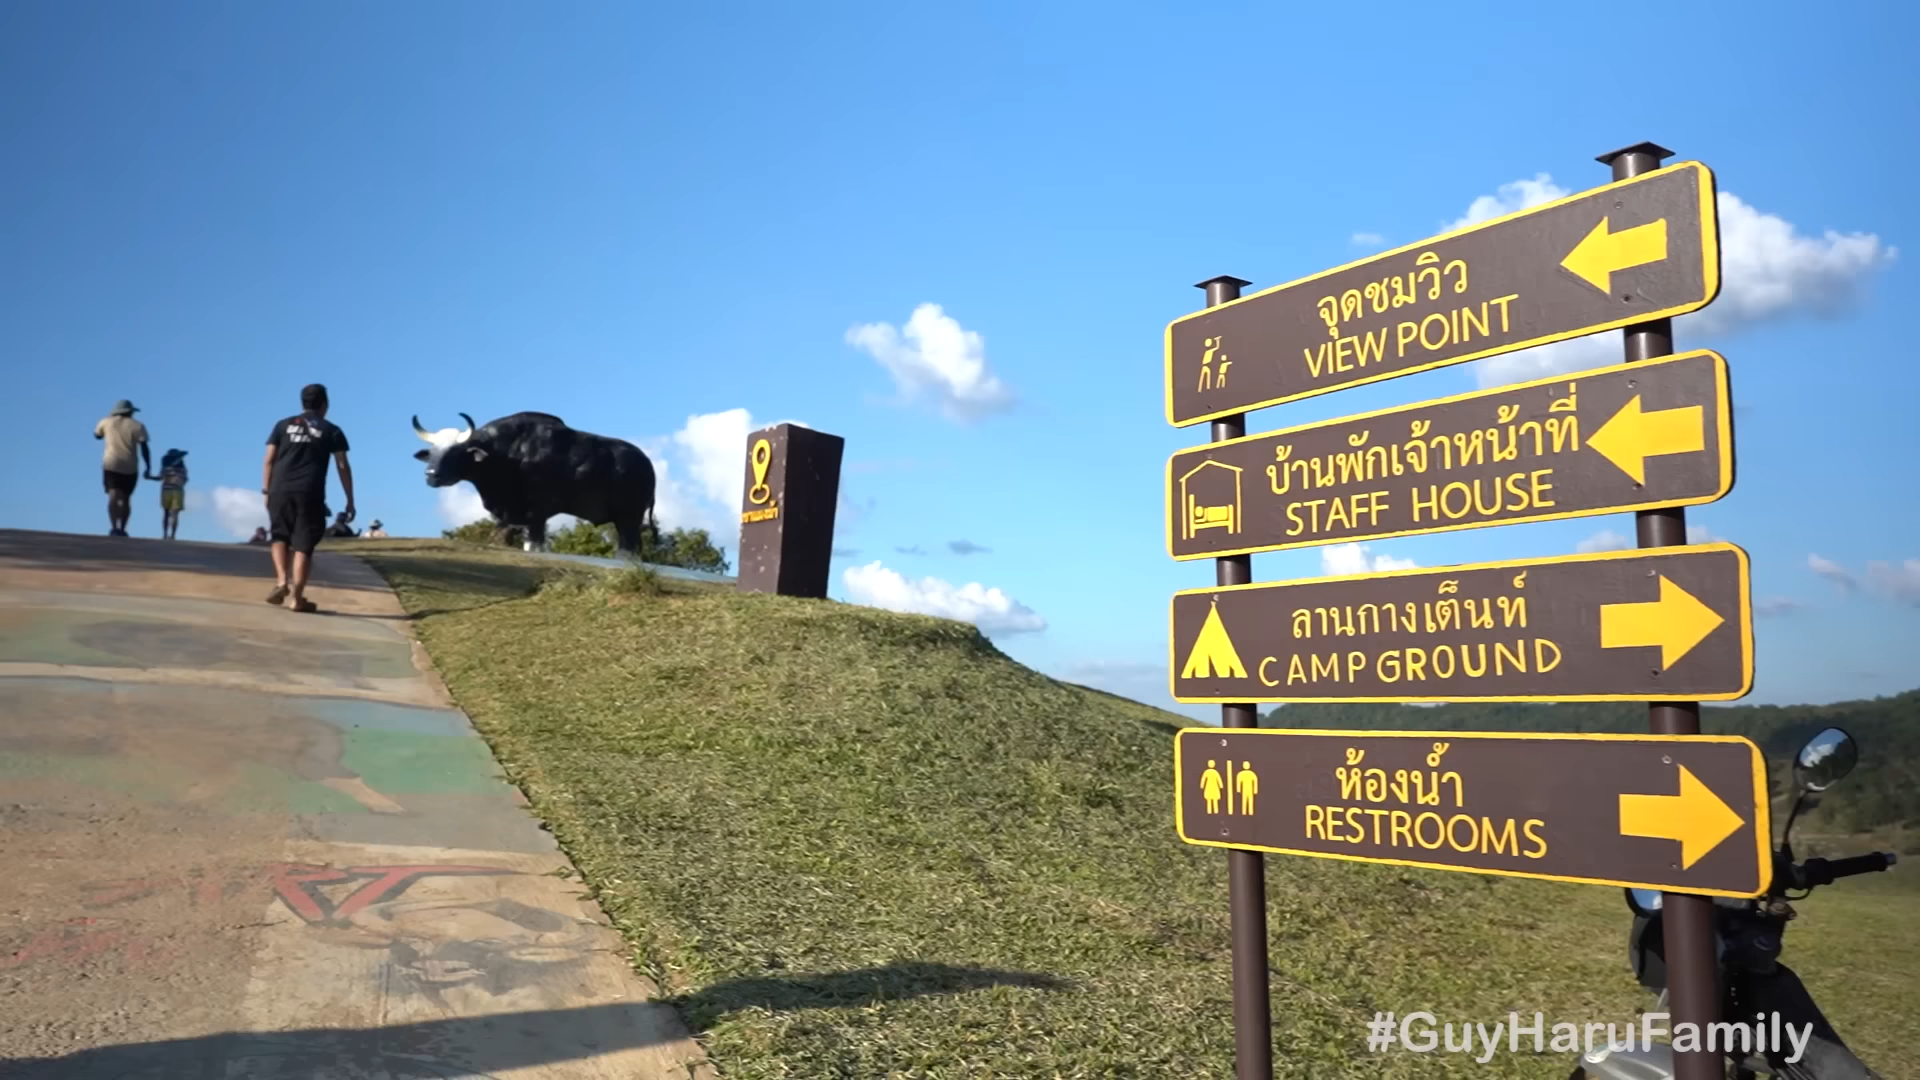 จุดชมวิว
VIEW POINT
บ้านพักเจ้าหน้าที่
STAFF HOUSE
ลานกางเต็นท์
CAMPGROUND
ห้องน้ำ
RESTROOMS
#GuyHaruFamily